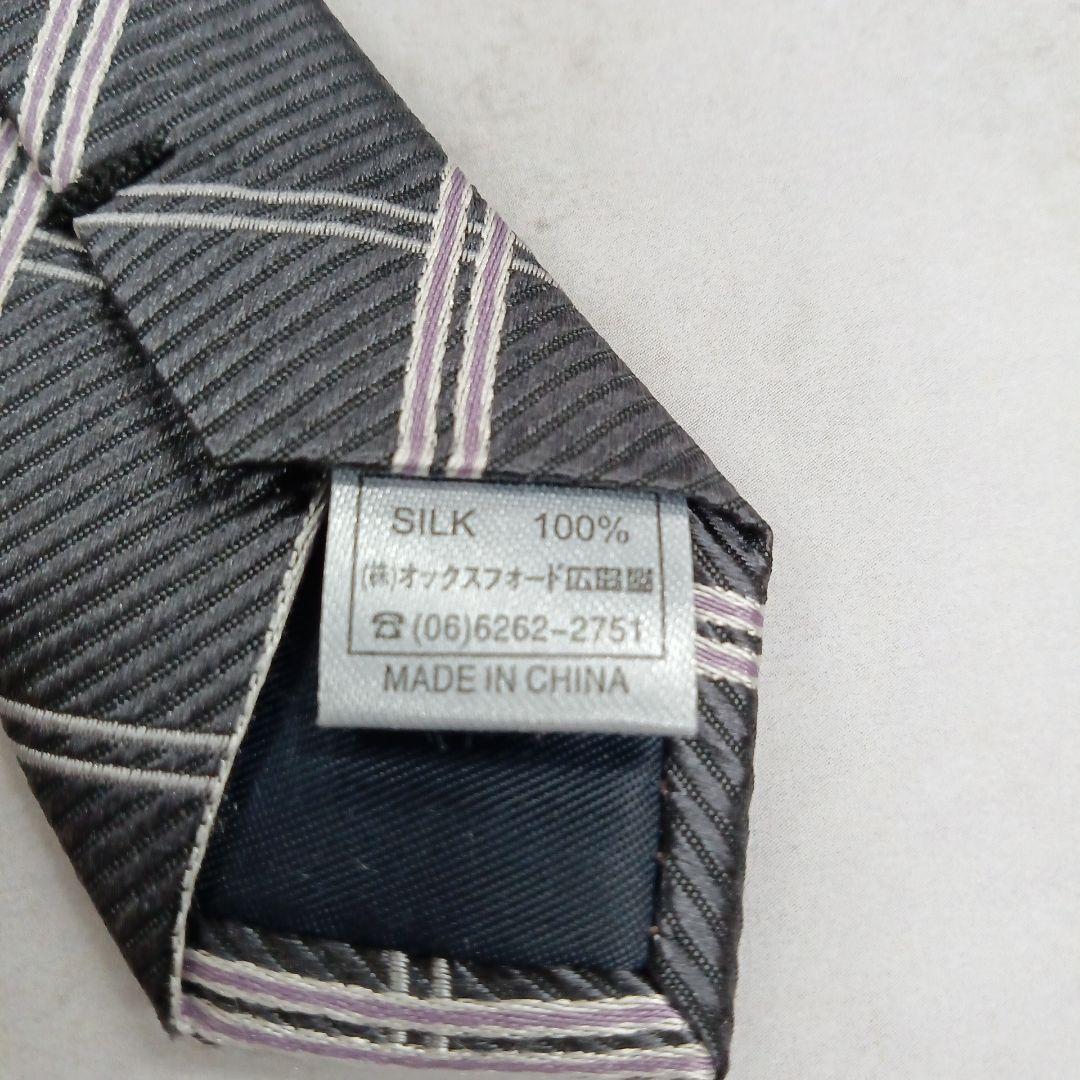 SILK 100%
(株)オックスフォード広岡屋
☎(06)6262-2751
MADE IN CHINA